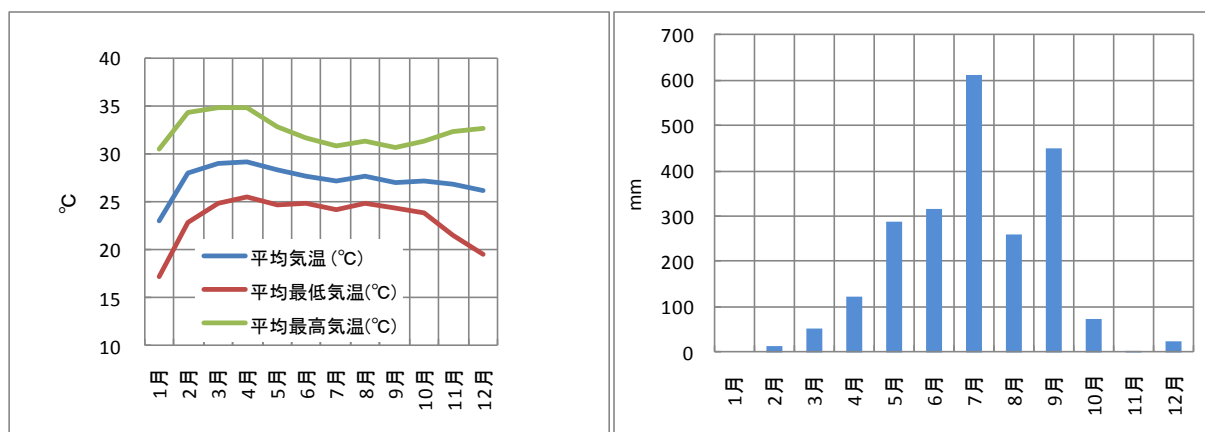 40
35
30
25
20
15
10
℃
平均気温(℃)
平均最低気温(℃)
平均最高気温(℃)
1月
2月
3月
4月
5月
6月
7月
8月
9月
10月
11月
12月
700
600
500
400
300
200
100
0
mm
1月
2月
3月
4月
5月
6月
7月
8月
9月
10月
11月
12月